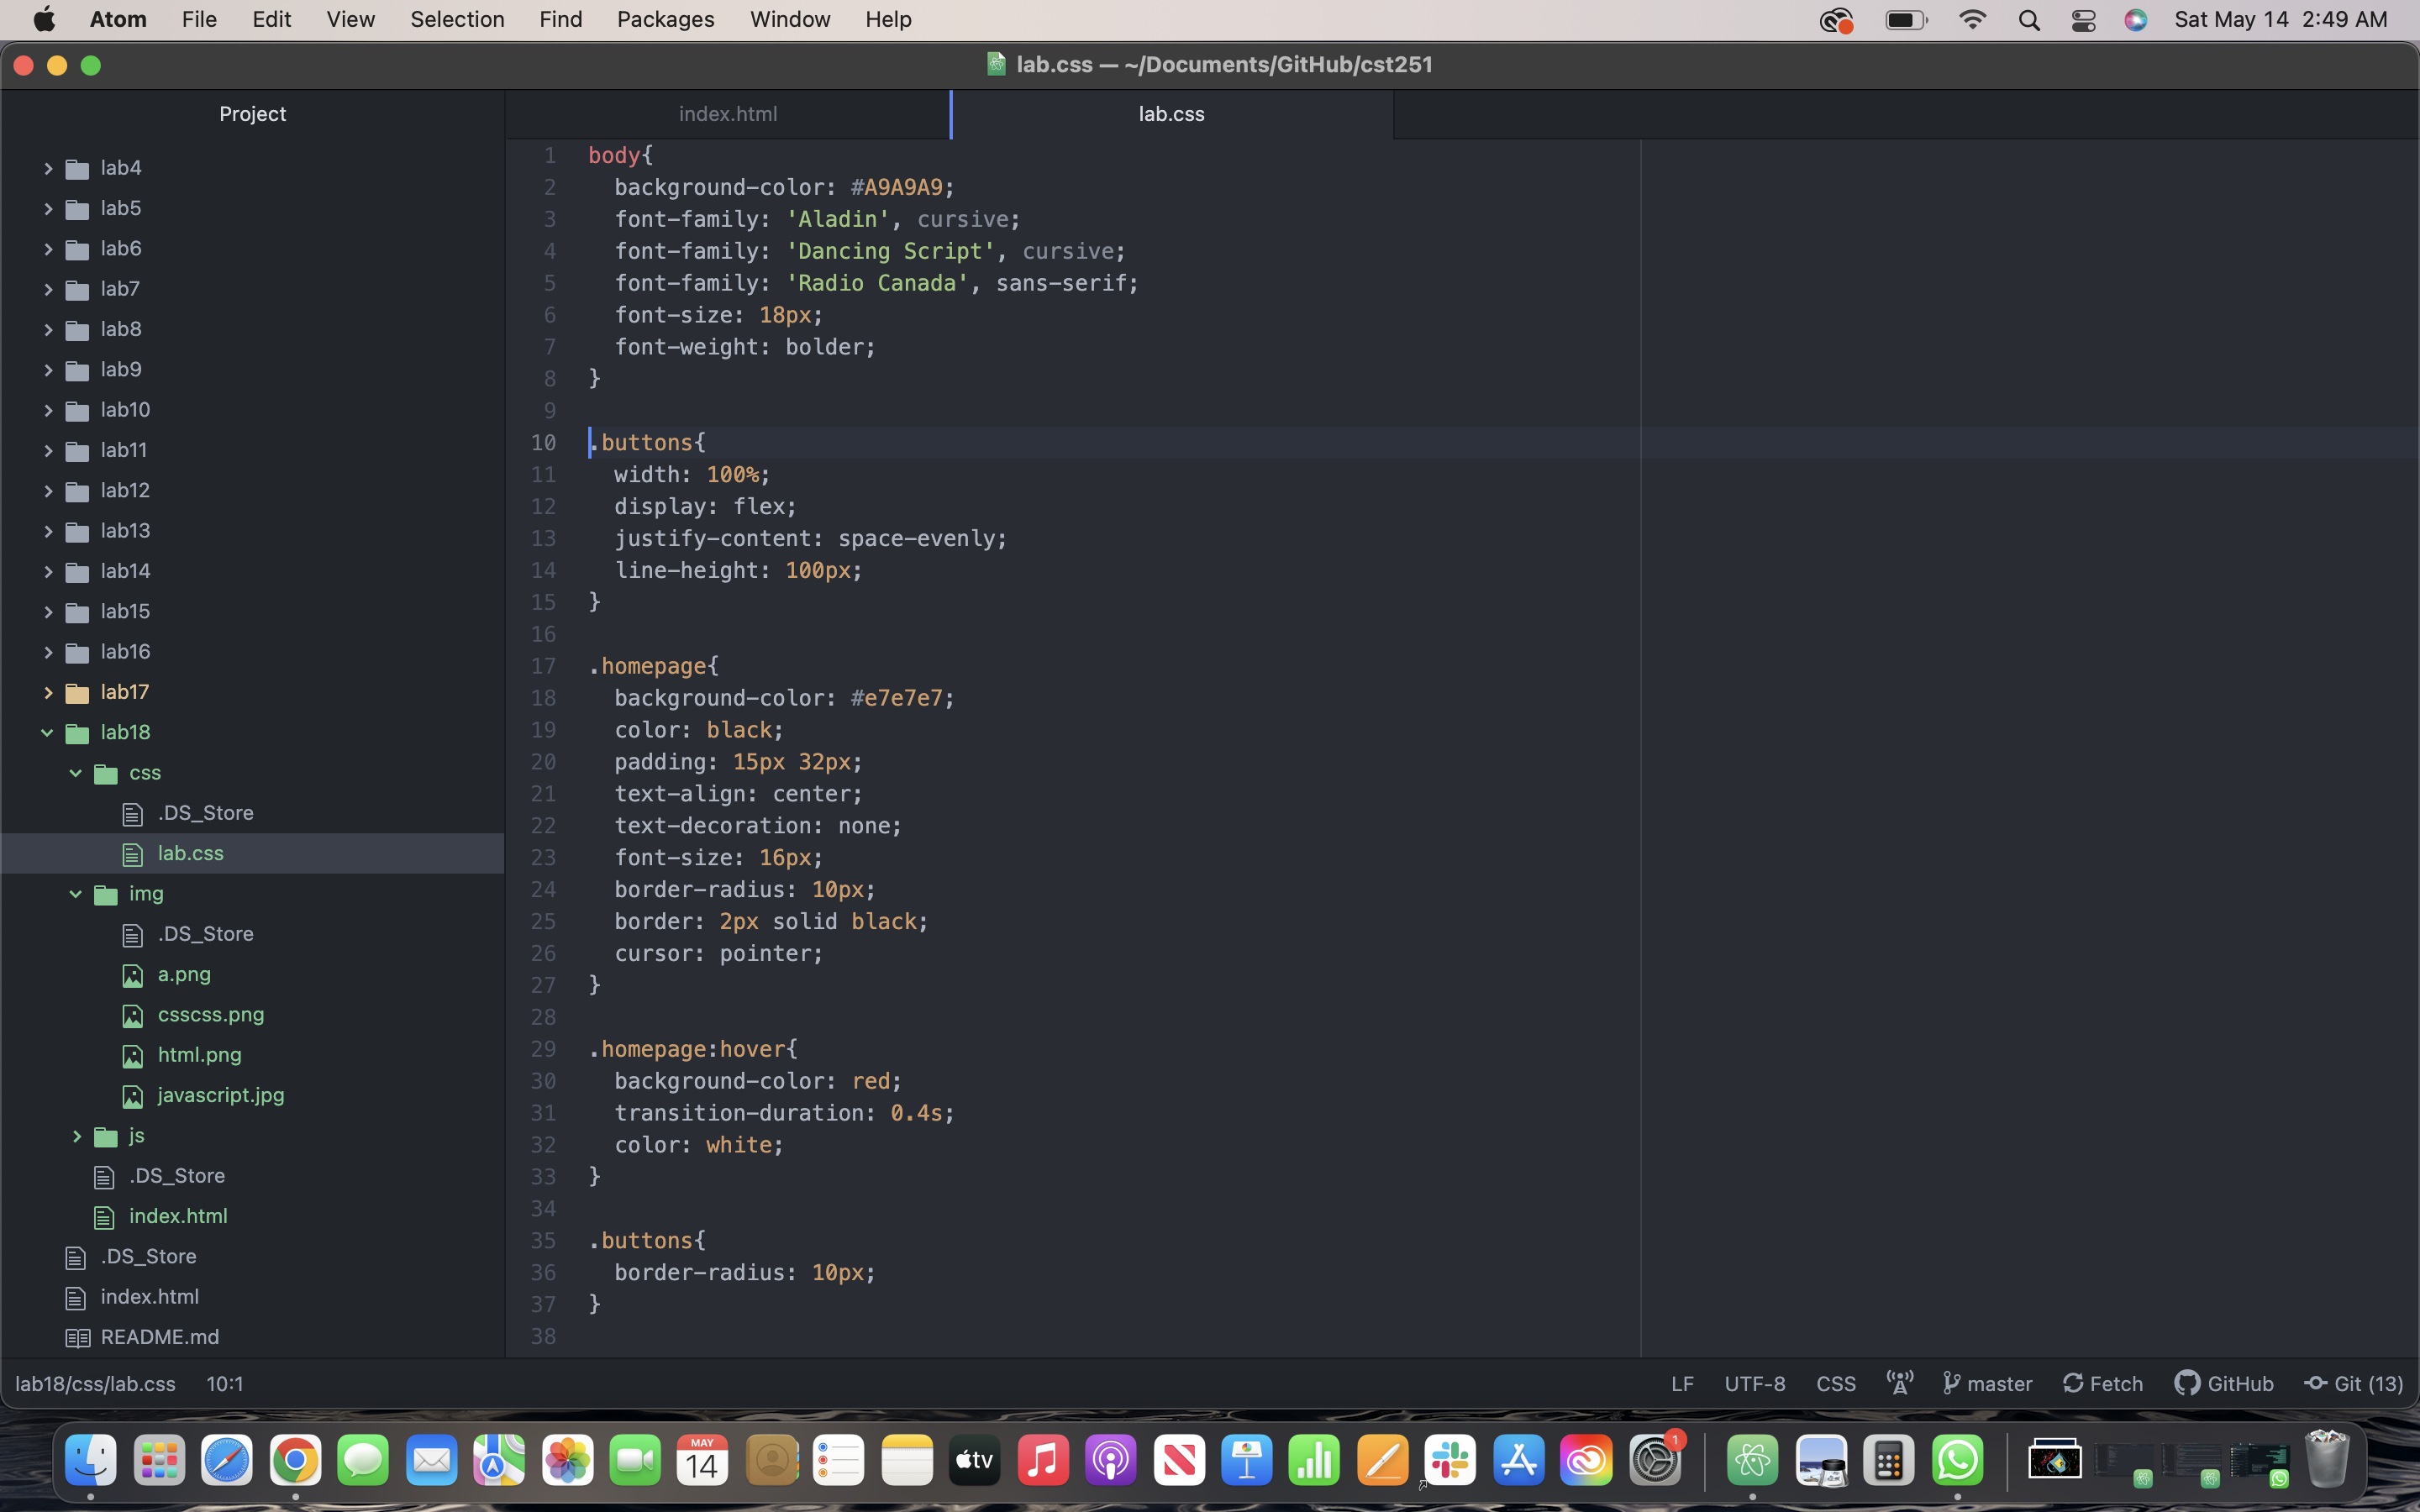 Atom File Edit View Selection Find Packages Window Help Sat May 14 2:49 AM
lab.css — ~/Documents/GitHub/cst251
Project
index.html
lab.css
lab4
lab5
lab6
lab7
lab8
lab9
lab10
lab11
lab12
lab13
lab14
lab15
lab16
lab17
lab18
css
.DS_Store
lab.css
img
.DS_Store
a.png
csscss.png
html.png
javascript.jpg
js
.DS_Store
index.html
.DS_Store
index.html
README.md
1 body{
2 background-color: #A9A9A9;
3 font-family: 'Aladin', cursive;
4 font-family: 'Dancing Script', cursive;
5 font-family: 'Radio Canada', sans-serif;
6 font-size: 18px;
7 font-weight: bolder;
8 }
9
10 .buttons{
11 width: 100%;
12 display: flex;
13 justify-content: space-evenly;
14 line-height: 100px;
15 }
16
17 .homepage{
18 background-color: #e7e7e7;
19 color: black;
20 padding: 15px 32px;
21 text-align: center;
22 text-decoration: none;
23 font-size: 16px;
24 border-radius: 10px;
25 border: 2px solid black;
26 cursor: pointer;
27 }
28
29 .homepage:hover{
30 background-color: red;
31 transition-duration: 0.4s;
32 color: white;
33 }
34
35 .buttons{
36 border-radius: 10px;
37 }
38
lab18/css/lab.css 10:1 LF UTF-8 CSS master Fetch GitHub Git (13)
MAY
14
tv
1